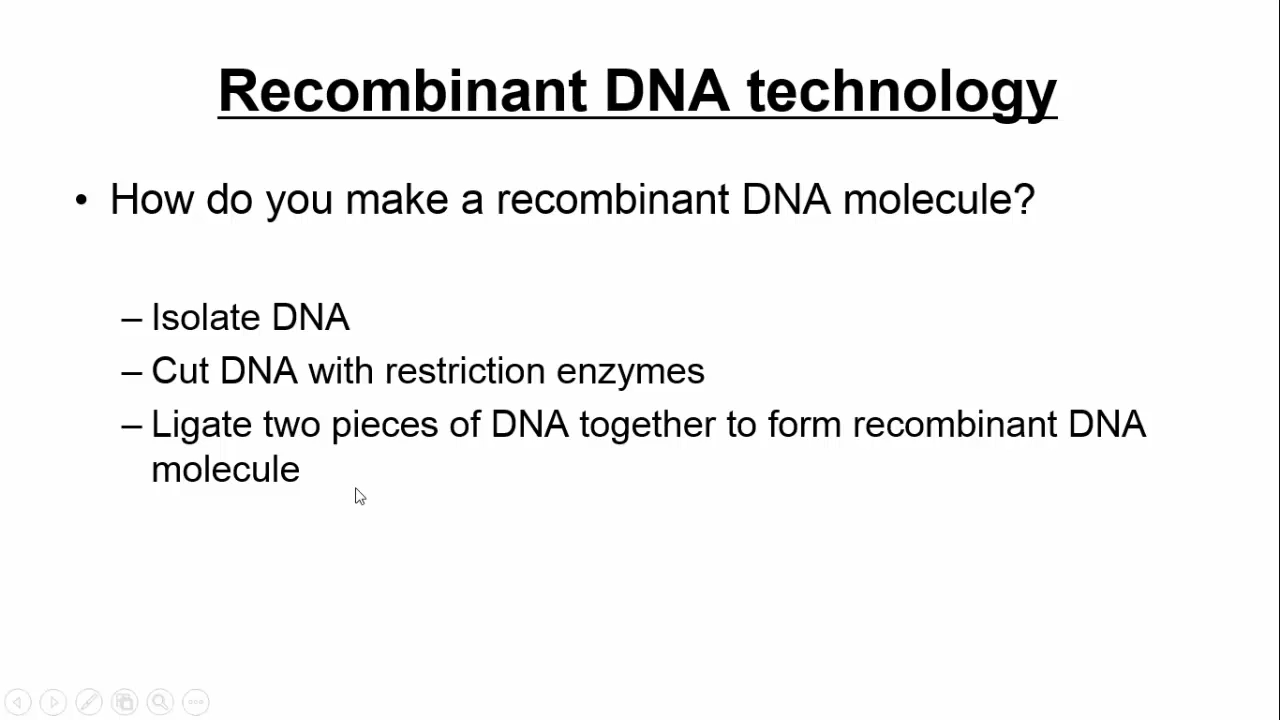 Recombinant DNA technology
• How do you make a recombinant DNA molecule?
– Isolate DNA
– Cut DNA with restriction enzymes
– Ligate two pieces of DNA together to form recombinant DNA
molecule